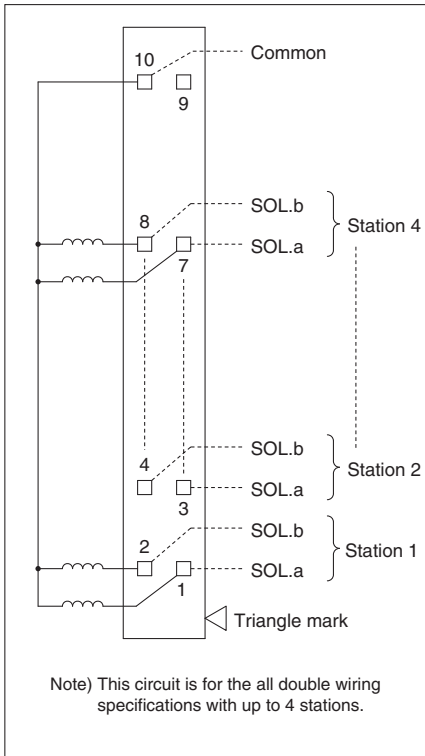 10
Common
9
8
SOL.b
SOL.a
Station 4
7
4
SOL.b
SOL.a
Station 2
3
2
SOL.b
SOL.a
Station 1
1
Triangle mark
Note) This circuit is for the all double wiring
specifications with up to 4 stations.